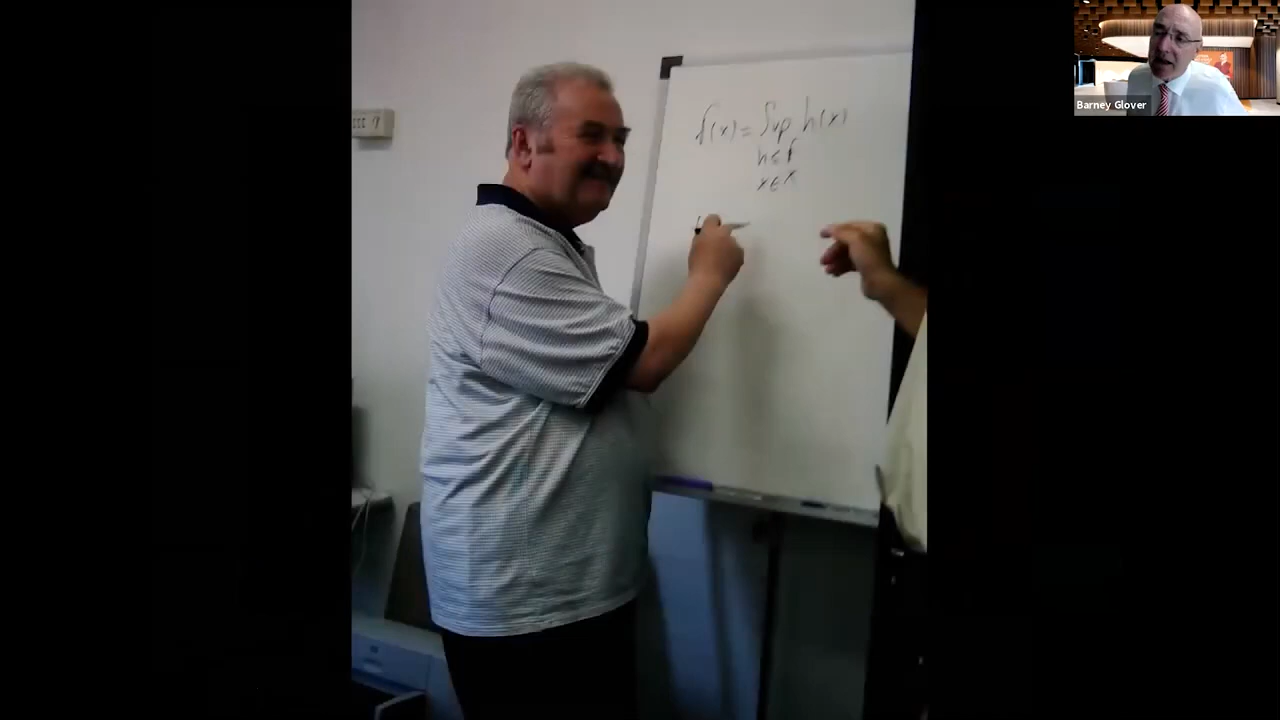 f(x) = Sup h(x)
h ≤ f
x ∈ X
Barney Glover